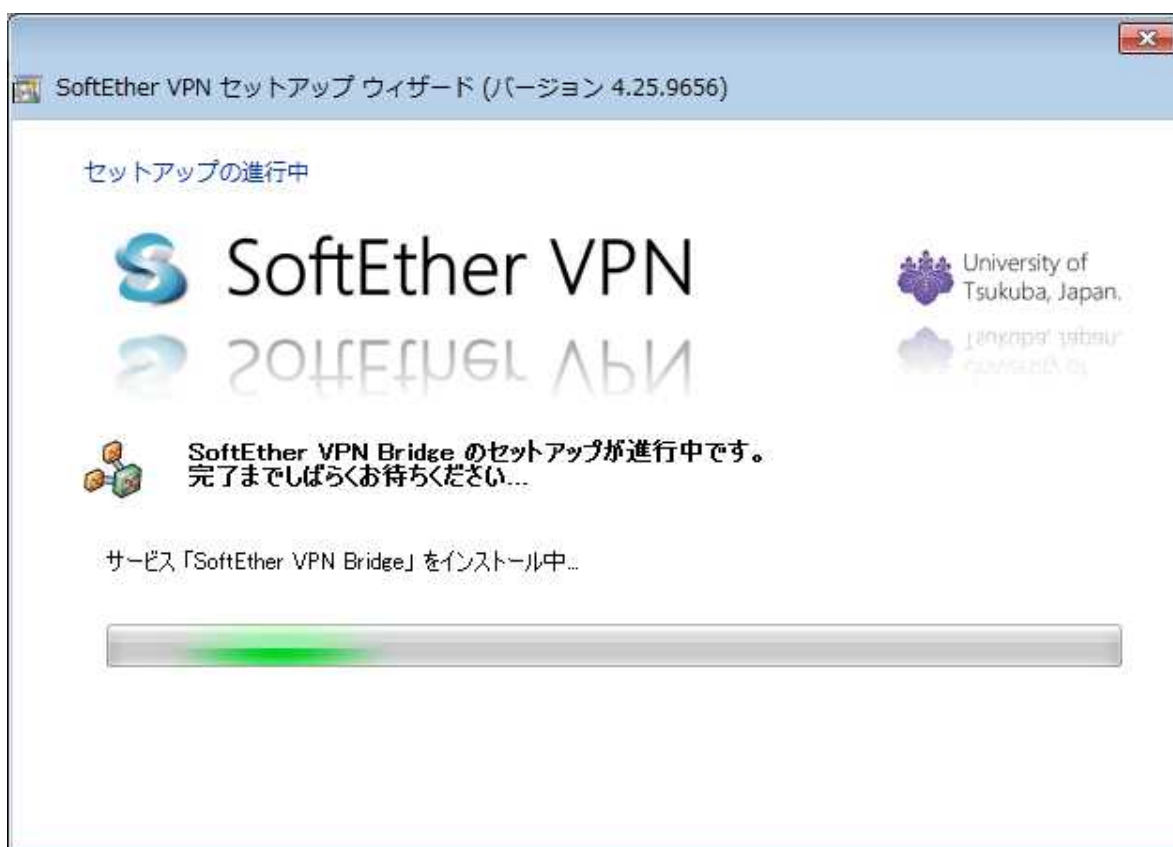 SoftEther VPN セットアップ ウィザード (バージョン 4.25.9656)
セットアップの進行中
SoftEther VPN
University of
Tsukuba, Japan.
SoftEther VPN Bridge のセットアップが進行中です。
完了までしばらくお待ちください...
サービス「SoftEther VPN Bridge」をインストール中...